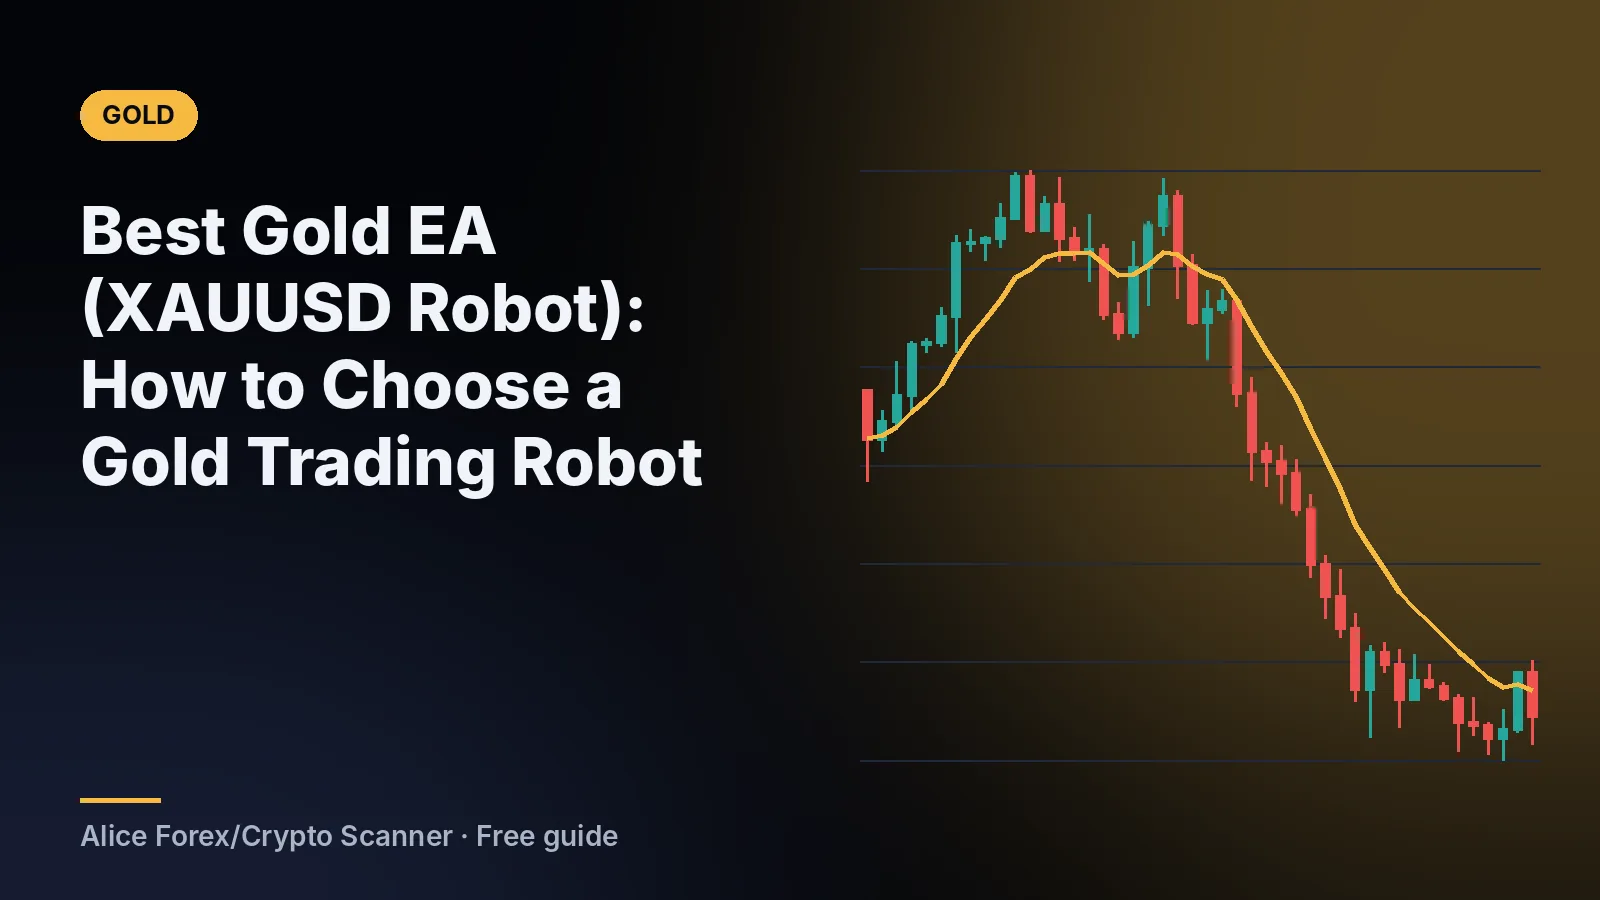 GOLD
Best Gold EA
(XAUUSD Robot):
How to Choose a
Gold Trading Robot
Alice Forex/Crypto Scanner · Free guide